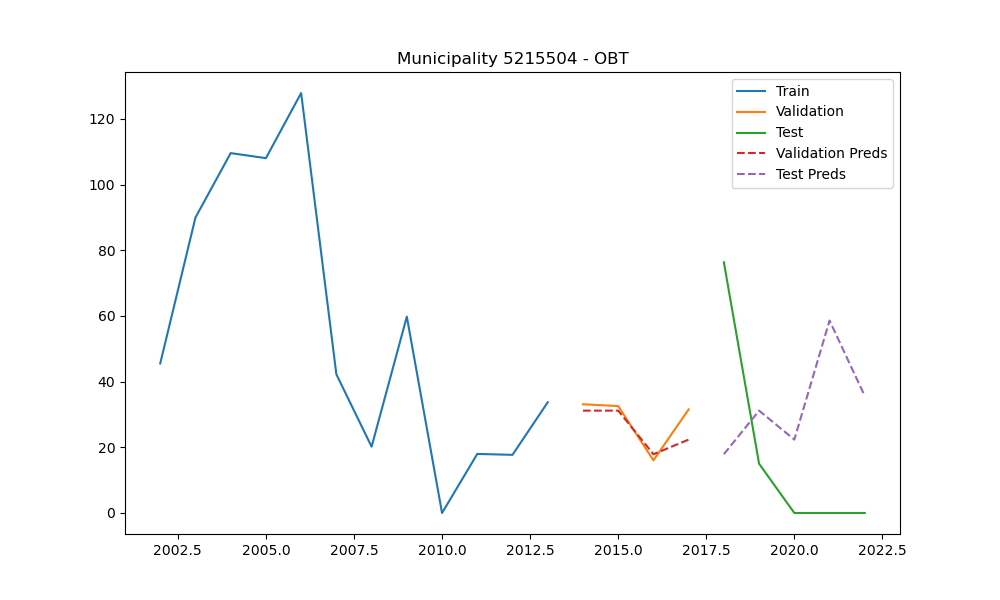 Municipality 5215504 - OBT
Train
Validation
Test
Validation Preds
Test Preds
120
100
80
60
40
20
0
2002.5 2005.0 2007.5 2010.0 2012.5 2015.0 2017.5 2020.0 2022.5